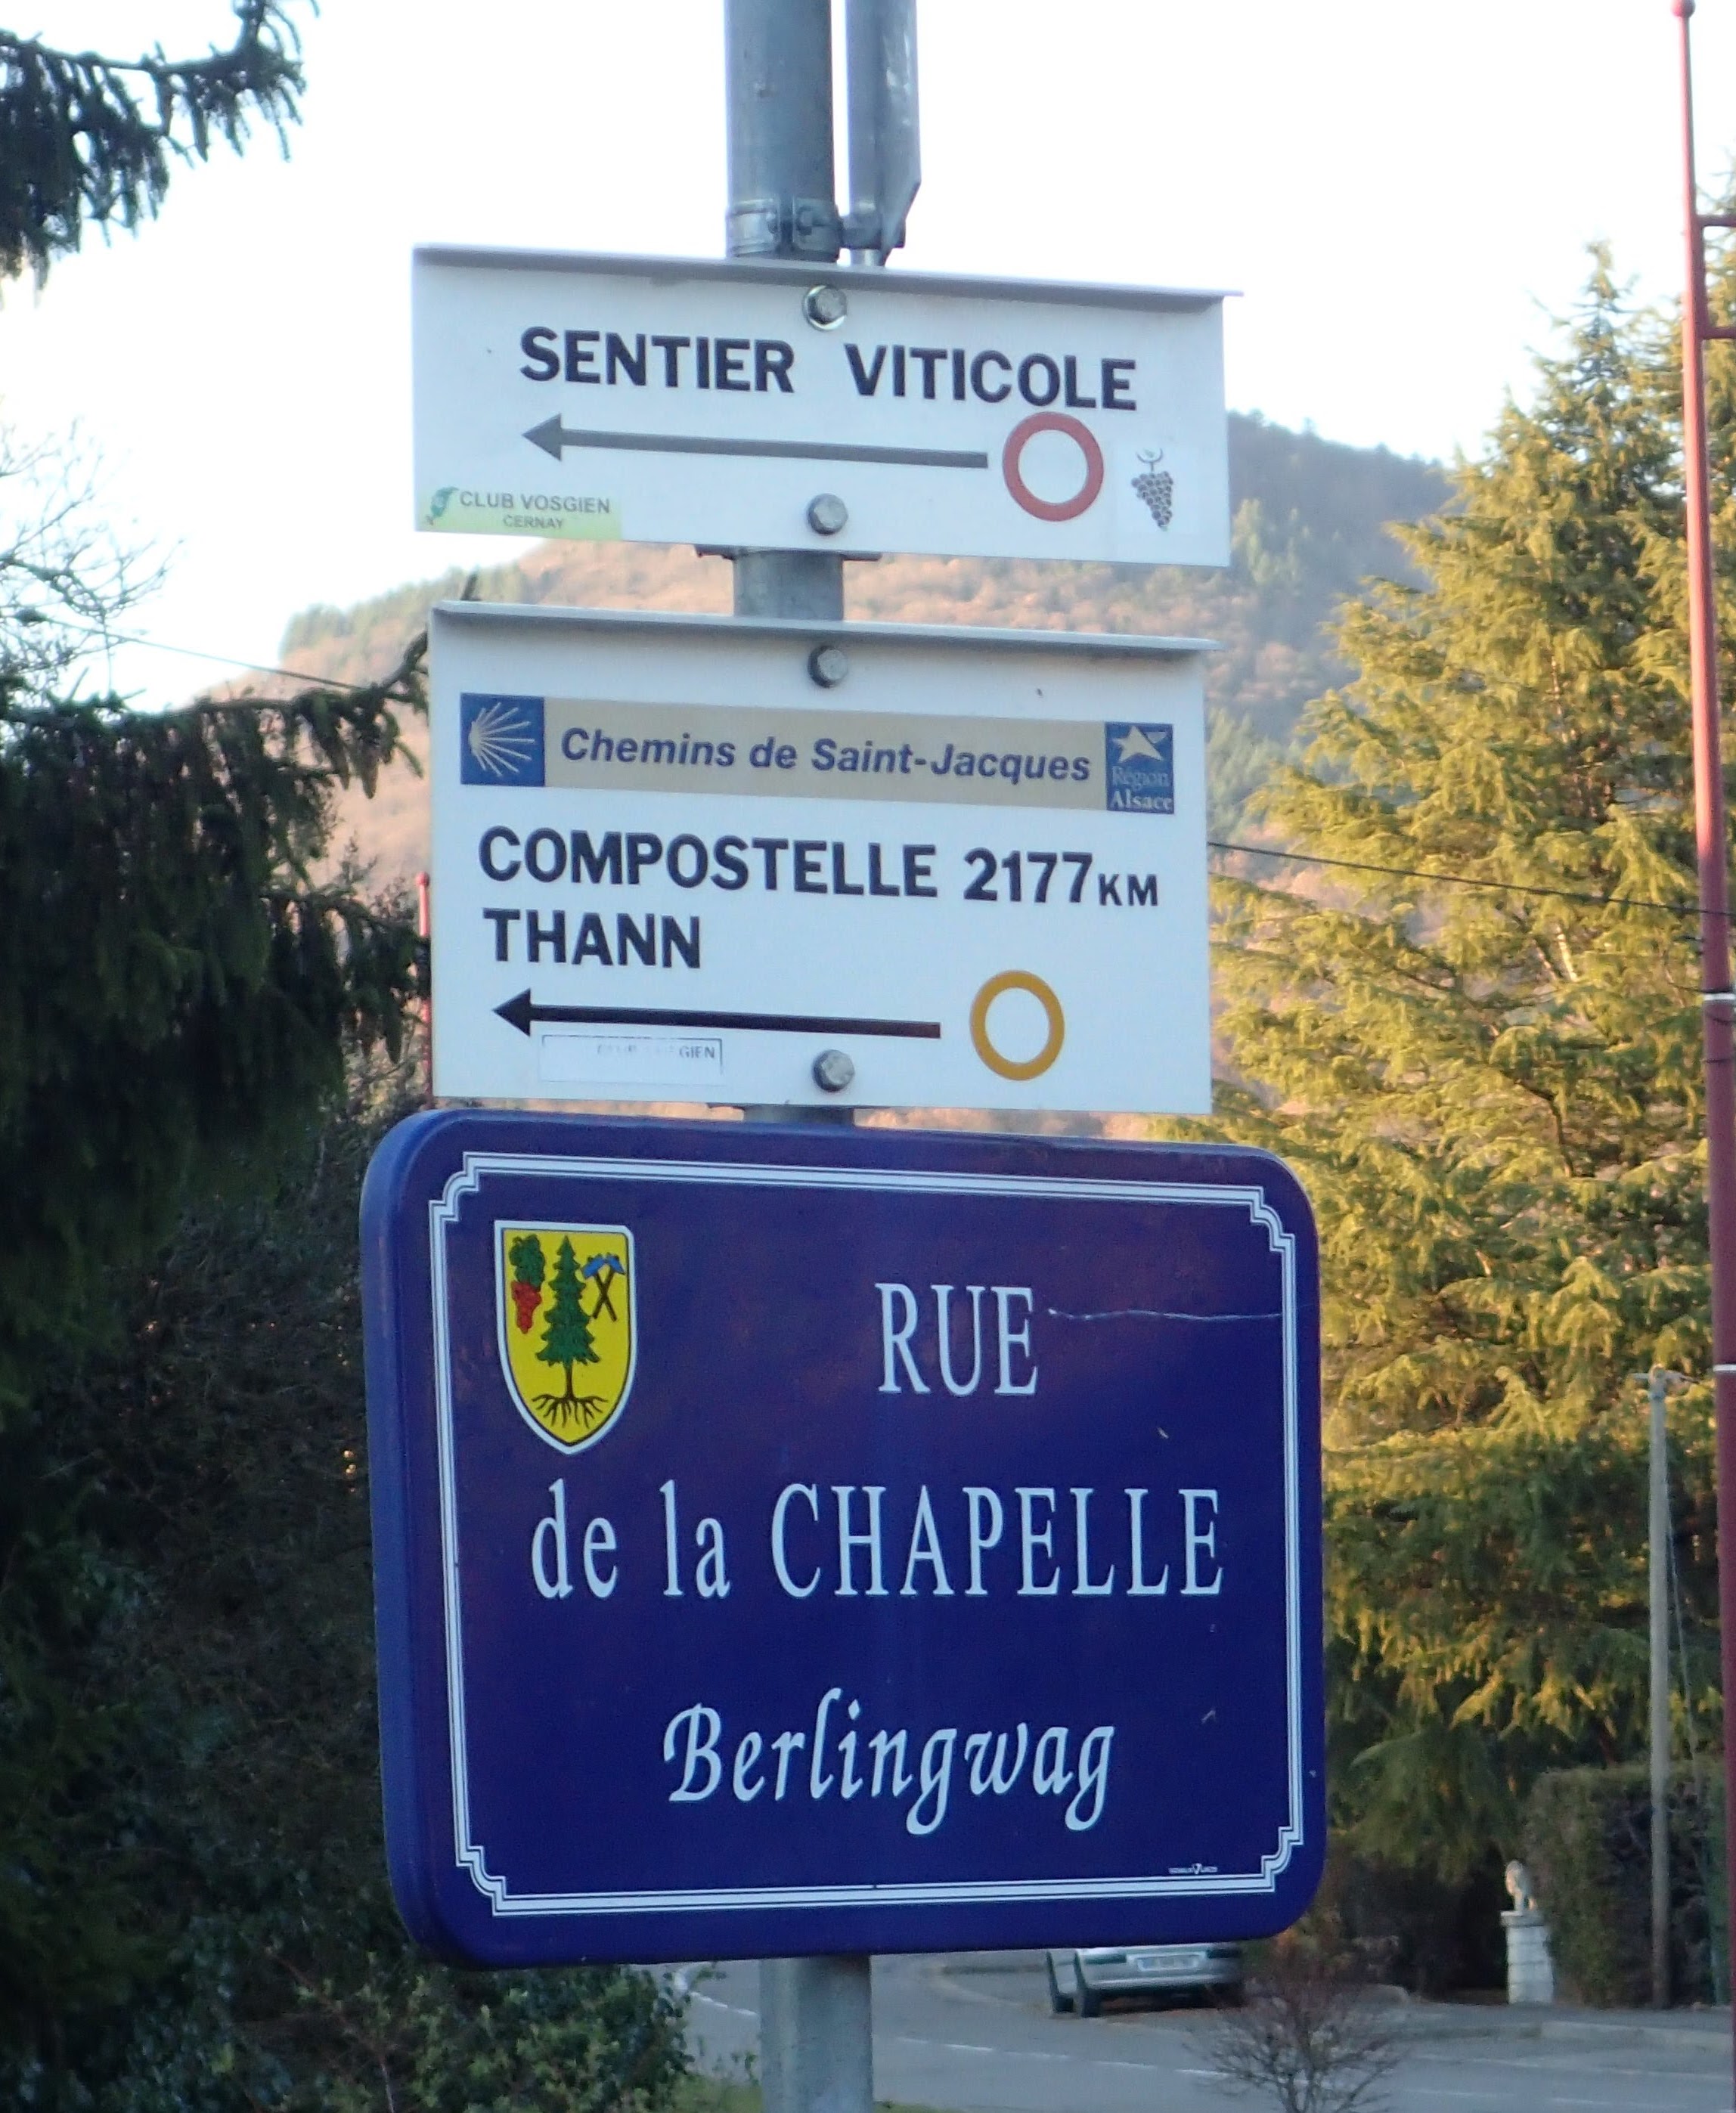 SENTIER VITICOLE
CLUB VOSGIEN
CERNAY
Chemins de Saint-Jacques
Région
Alsace
COMPOSTELLE 2177KM
THANN
GIEN
RUE
de la CHAPELLE
Berlingwag